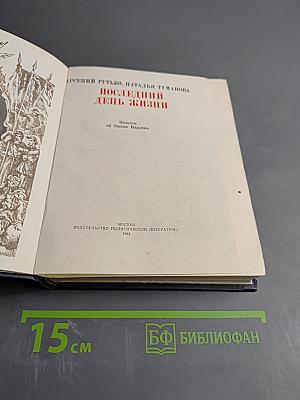 АРСЕНИЙ РУТЬКО, НАТАЛЬЯ ТУМАНОВА
ПОСЛЕДНИЙ
ДЕНЬ ЖИЗНИ
Повесть
об Эжене Варлене
МОСКВА
ИЗДАТЕЛЬСТВО ПОЛИТИЧЕСКОЙ ЛИТЕРАТУРЫ
15 см
БФ БИБЛИОФАН